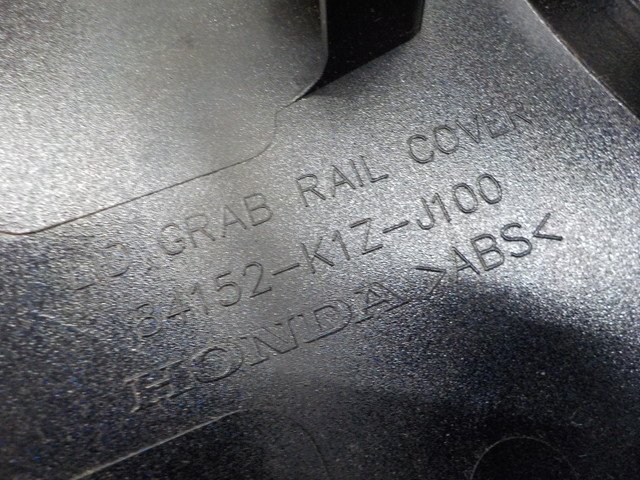 GRAB RAIL COVER
84152-K1Z-J100
HONDA >ABS<